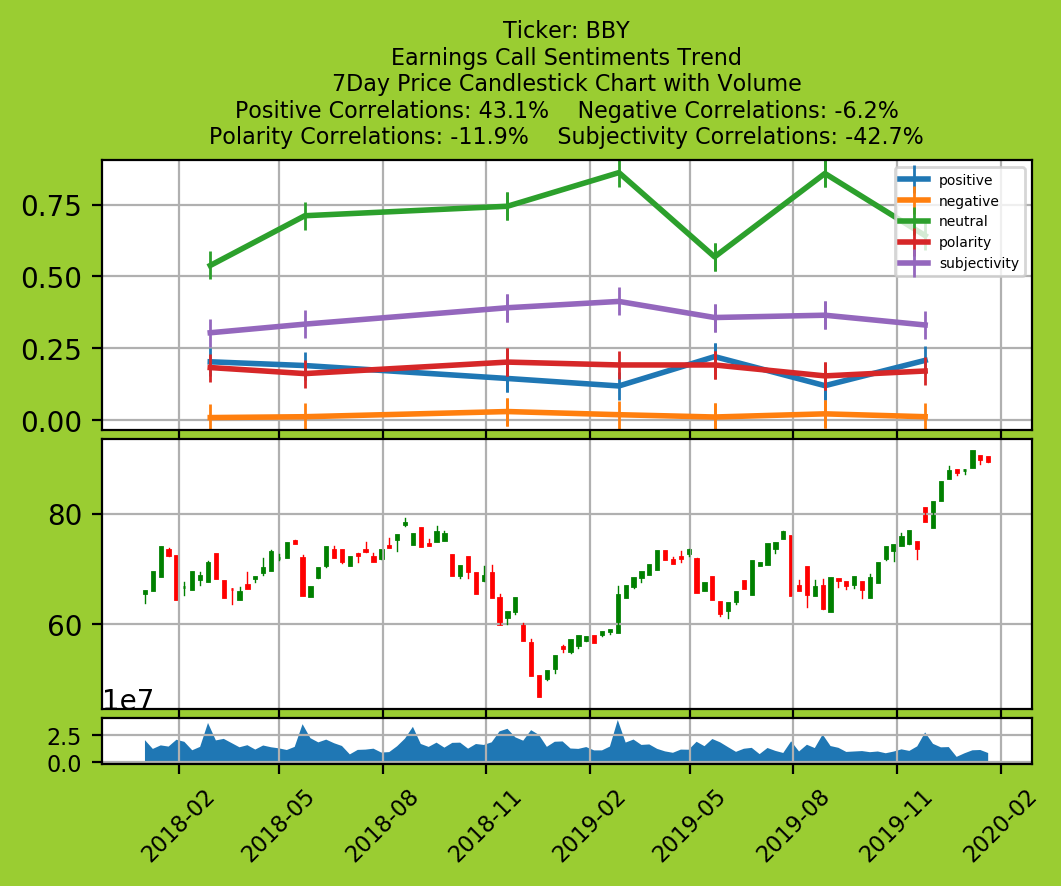 Ticker: BBY
Earnings Call Sentiments Trend
7Day Price Candlestick Chart with Volume
Positive Correlations: 43.1%    Negative Correlations: -6.2%
Polarity Correlations: -11.9%    Subjectivity Correlations: -42.7%
positive
negative
neutral
polarity
subjectivity
0.75
0.50
0.25
0.00
80
60
1e7
2.5
0.0
2018-02
2018-05
2018-08
2018-11
2019-02
2019-05
2019-08
2019-11
2020-02